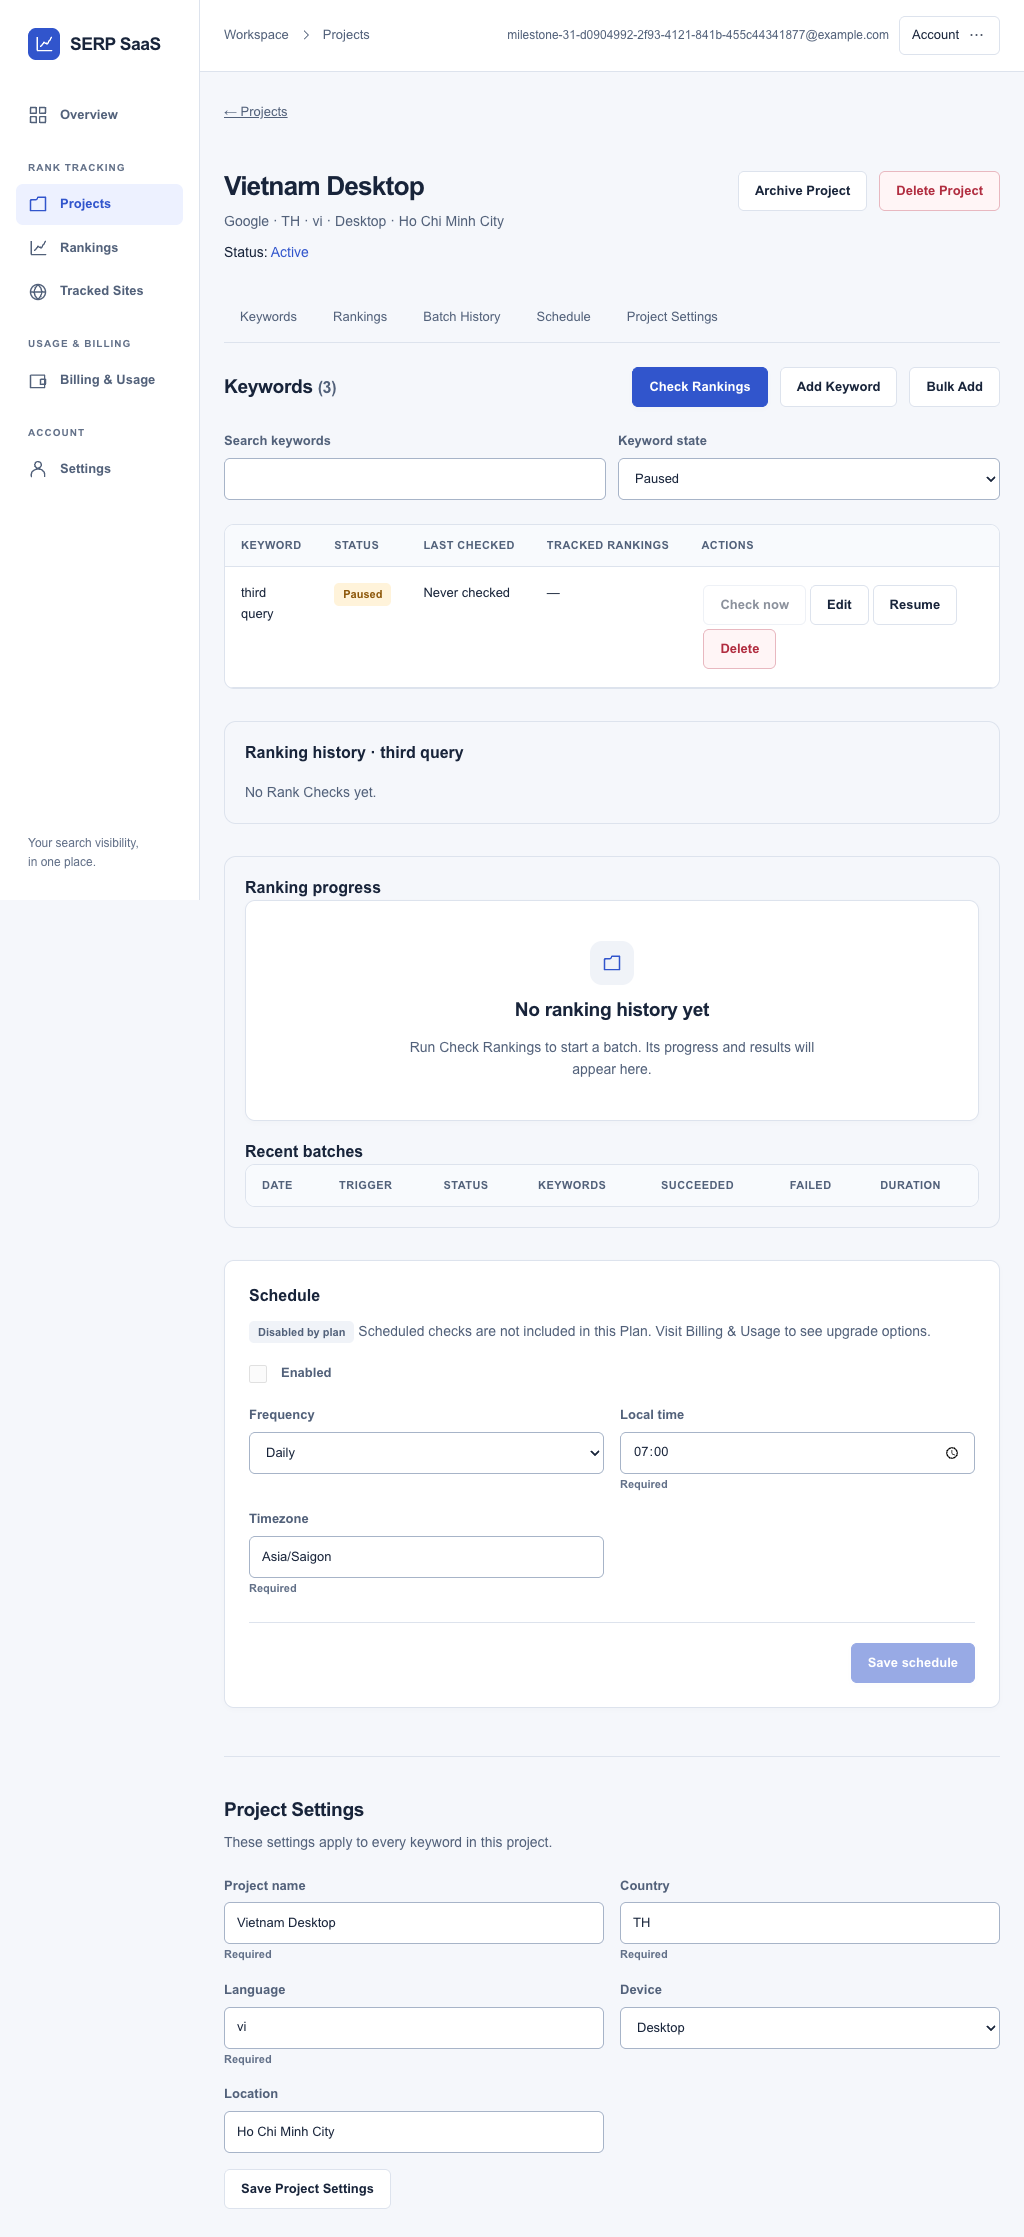 SERP SaaS
Workspace > Projects
milestone-31-d0904992-2f93-4121-841b-455c44341877@example.com
Account ···
Overview
RANK TRACKING
Projects
Rankings
Tracked Sites
USAGE & BILLING
Billing & Usage
ACCOUNT
Settings
Your search visibility,
in one place.
← Projects
Vietnam Desktop
Archive Project
Delete Project
Google · TH · vi · Desktop · Ho Chi Minh City
Status: Active
Keywords Rankings Batch History Schedule Project Settings
Keywords (3)
Check Rankings
Add Keyword
Bulk Add
Search keywords
Keyword state
Paused
KEYWORD STATUS LAST CHECKED TRACKED RANKINGS ACTIONS
third
query
Paused
Never checked
—
Check now
Edit
Resume
Delete
Ranking history · third query
No Rank Checks yet.
Ranking progress
No ranking history yet
Run Check Rankings to start a batch. Its progress and results will
appear here.
Recent batches
DATE TRIGGER STATUS KEYWORDS SUCCEEDED FAILED DURATION
Schedule
Disabled by plan Scheduled checks are not included in this Plan. Visit Billing & Usage to see upgrade options.
Enabled
Frequency
Daily
Local time
07:00
Required
Timezone
Asia/Saigon
Required
Save schedule
Project Settings
These settings apply to every keyword in this project.
Project name
Vietnam Desktop
Required
Country
TH
Required
Language
vi
Required
Device
Desktop
Location
Ho Chi Minh City
Save Project Settings